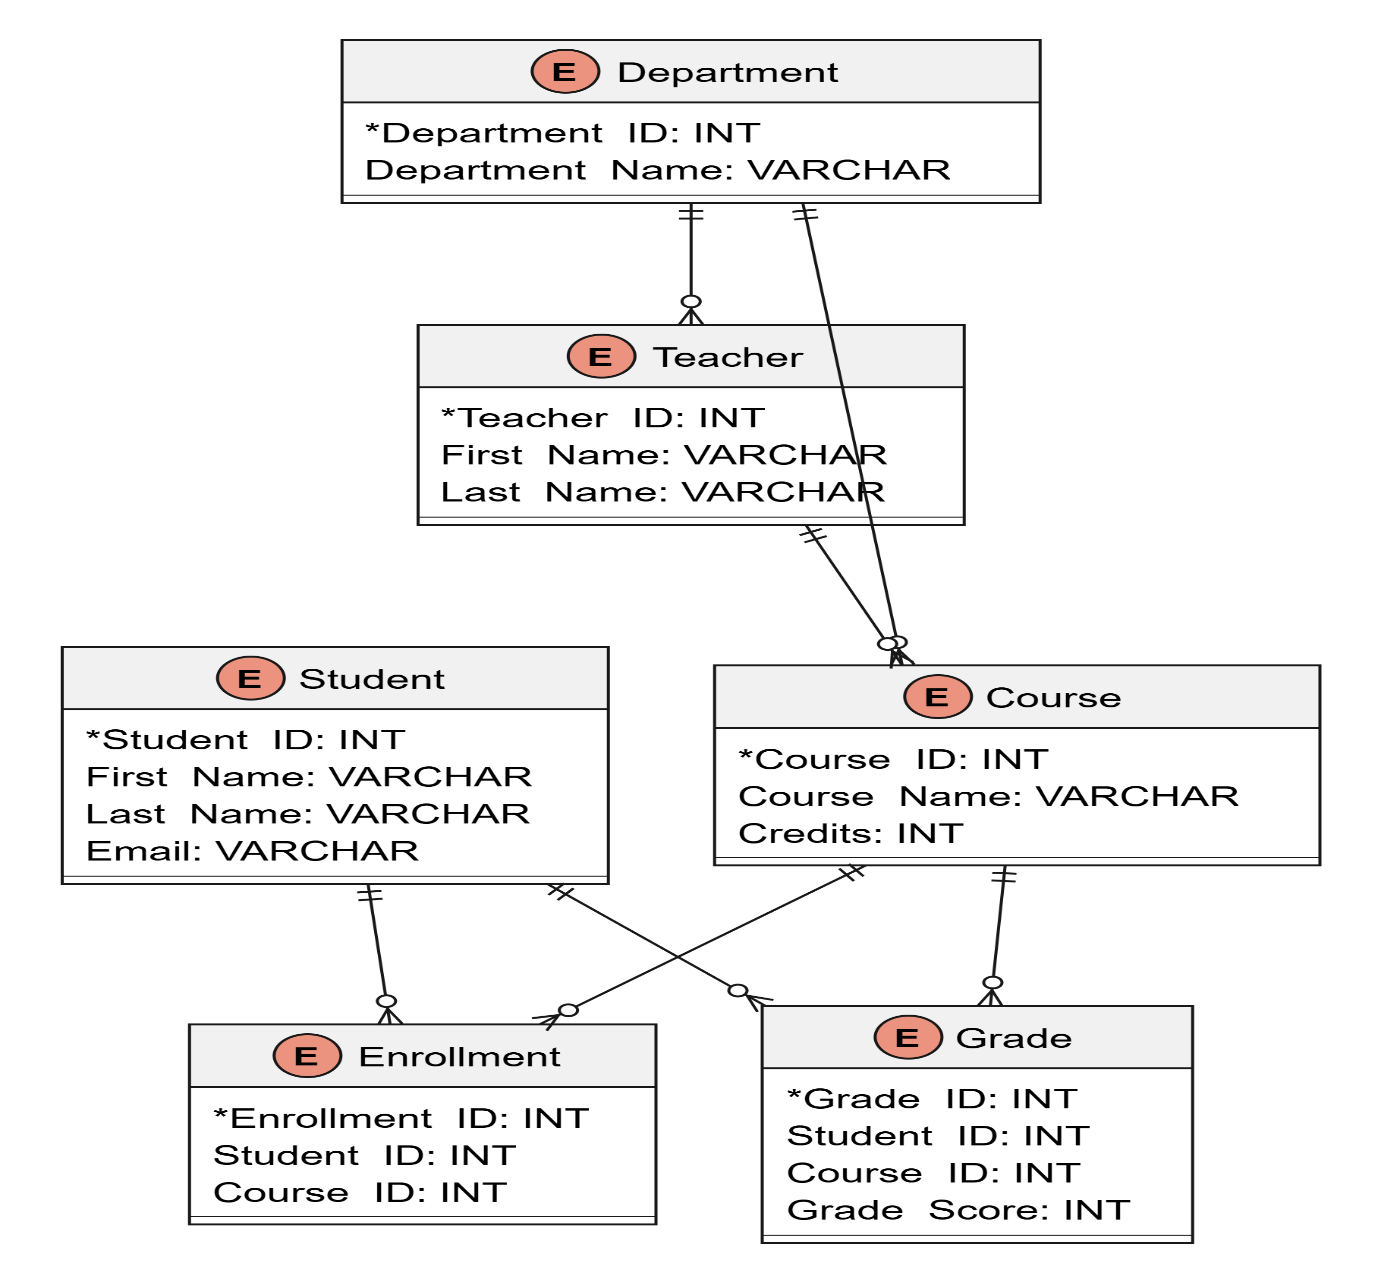 E Department
*Department ID: INT
Department Name: VARCHAR
E Teacher
*Teacher ID: INT
First Name: VARCHAR
Last Name: VARCHAR
E Student
*Student ID: INT
First Name: VARCHAR
Last Name: VARCHAR
Email: VARCHAR
E Course
*Course ID: INT
Course Name: VARCHAR
Credits: INT
E Enrollment
*Enrollment ID: INT
Student ID: INT
Course ID: INT
E Grade
*Grade ID: INT
Student ID: INT
Course ID: INT
Grade Score: INT